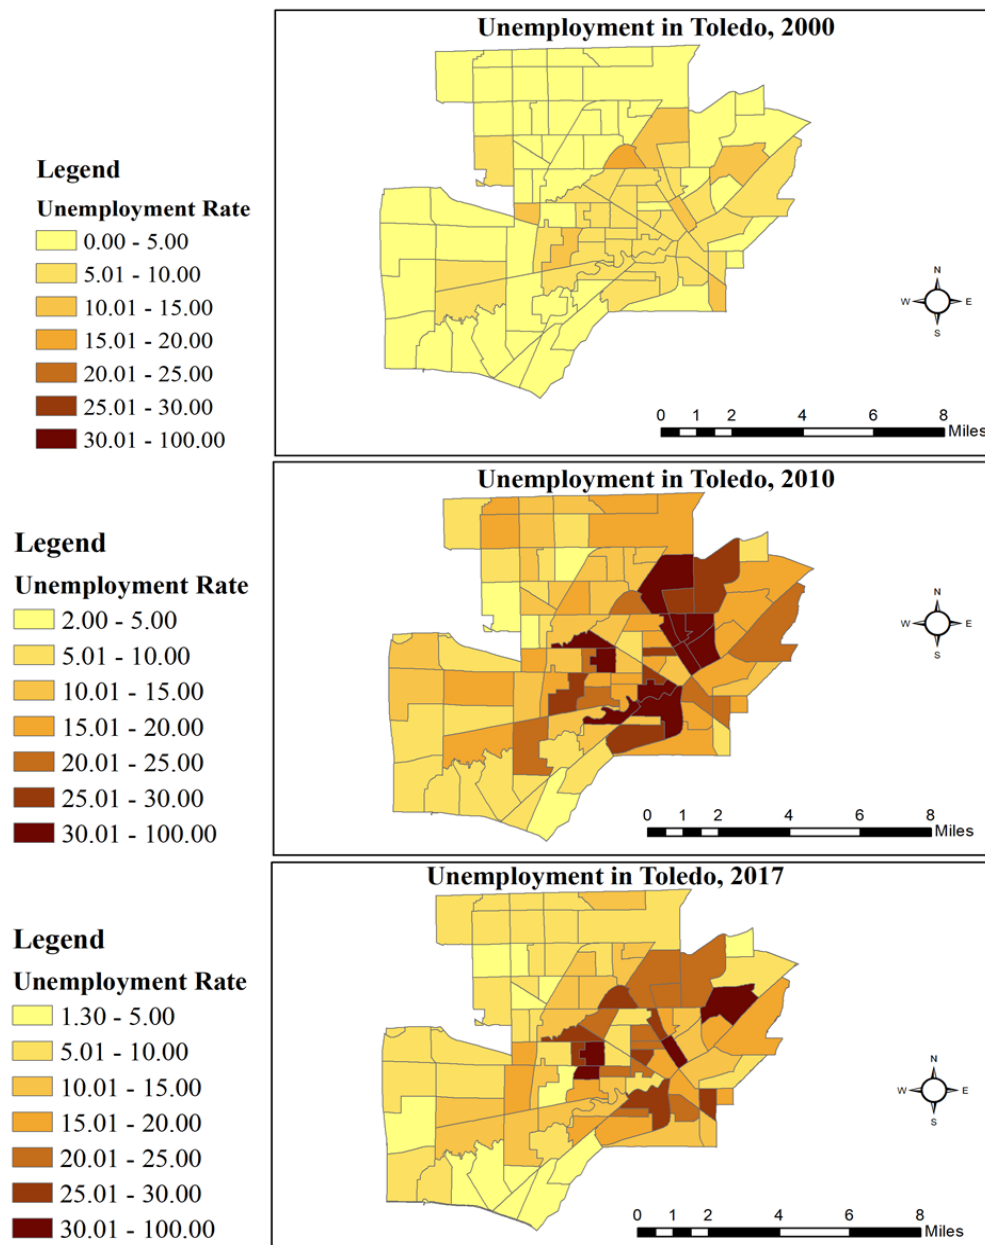 Unemployment in Toledo, 2000
Legend
Unemployment Rate
0.00 - 5.00
5.01 - 10.00
10.01 - 15.00
15.01 - 20.00
20.01 - 25.00
25.01 - 30.00
30.01 - 100.00
N
W E
S
0 1 2 4 6 8
Miles
Unemployment in Toledo, 2010
Legend
Unemployment Rate
2.00 - 5.00
5.01 - 10.00
10.01 - 15.00
15.01 - 20.00
20.01 - 25.00
25.01 - 30.00
30.01 - 100.00
N
W E
S
0 1 2 4 6 8
Miles
Unemployment in Toledo, 2017
Legend
Unemployment Rate
1.30 - 5.00
5.01 - 10.00
10.01 - 15.00
15.01 - 20.00
20.01 - 25.00
25.01 - 30.00
30.01 - 100.00
N
W E
S
0 1 2 4 6 8
Miles